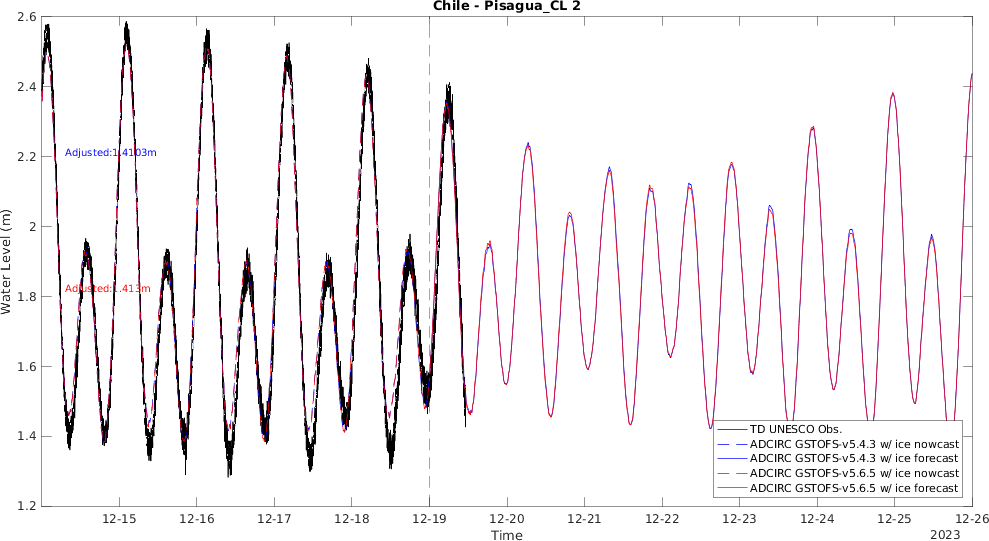 Chile - Pisagua_CL 2
2.6
2.4
2.2
2
1.8
1.6
1.4
1.2
Water Level (m)
Adjusted:1.4103m
Adjusted:1.413m
TD UNESCO Obs.
ADCIRC GSTOFS-v5.4.3 w/ ice nowcast
ADCIRC GSTOFS-v5.4.3 w/ ice forecast
ADCIRC GSTOFS-v5.6.5 w/ ice nowcast
ADCIRC GSTOFS-v5.6.5 w/ ice forecast
12-15 12-16 12-17 12-18 12-19 12-20 12-21 12-22 12-23 12-24 12-25 12-26
Time
2023